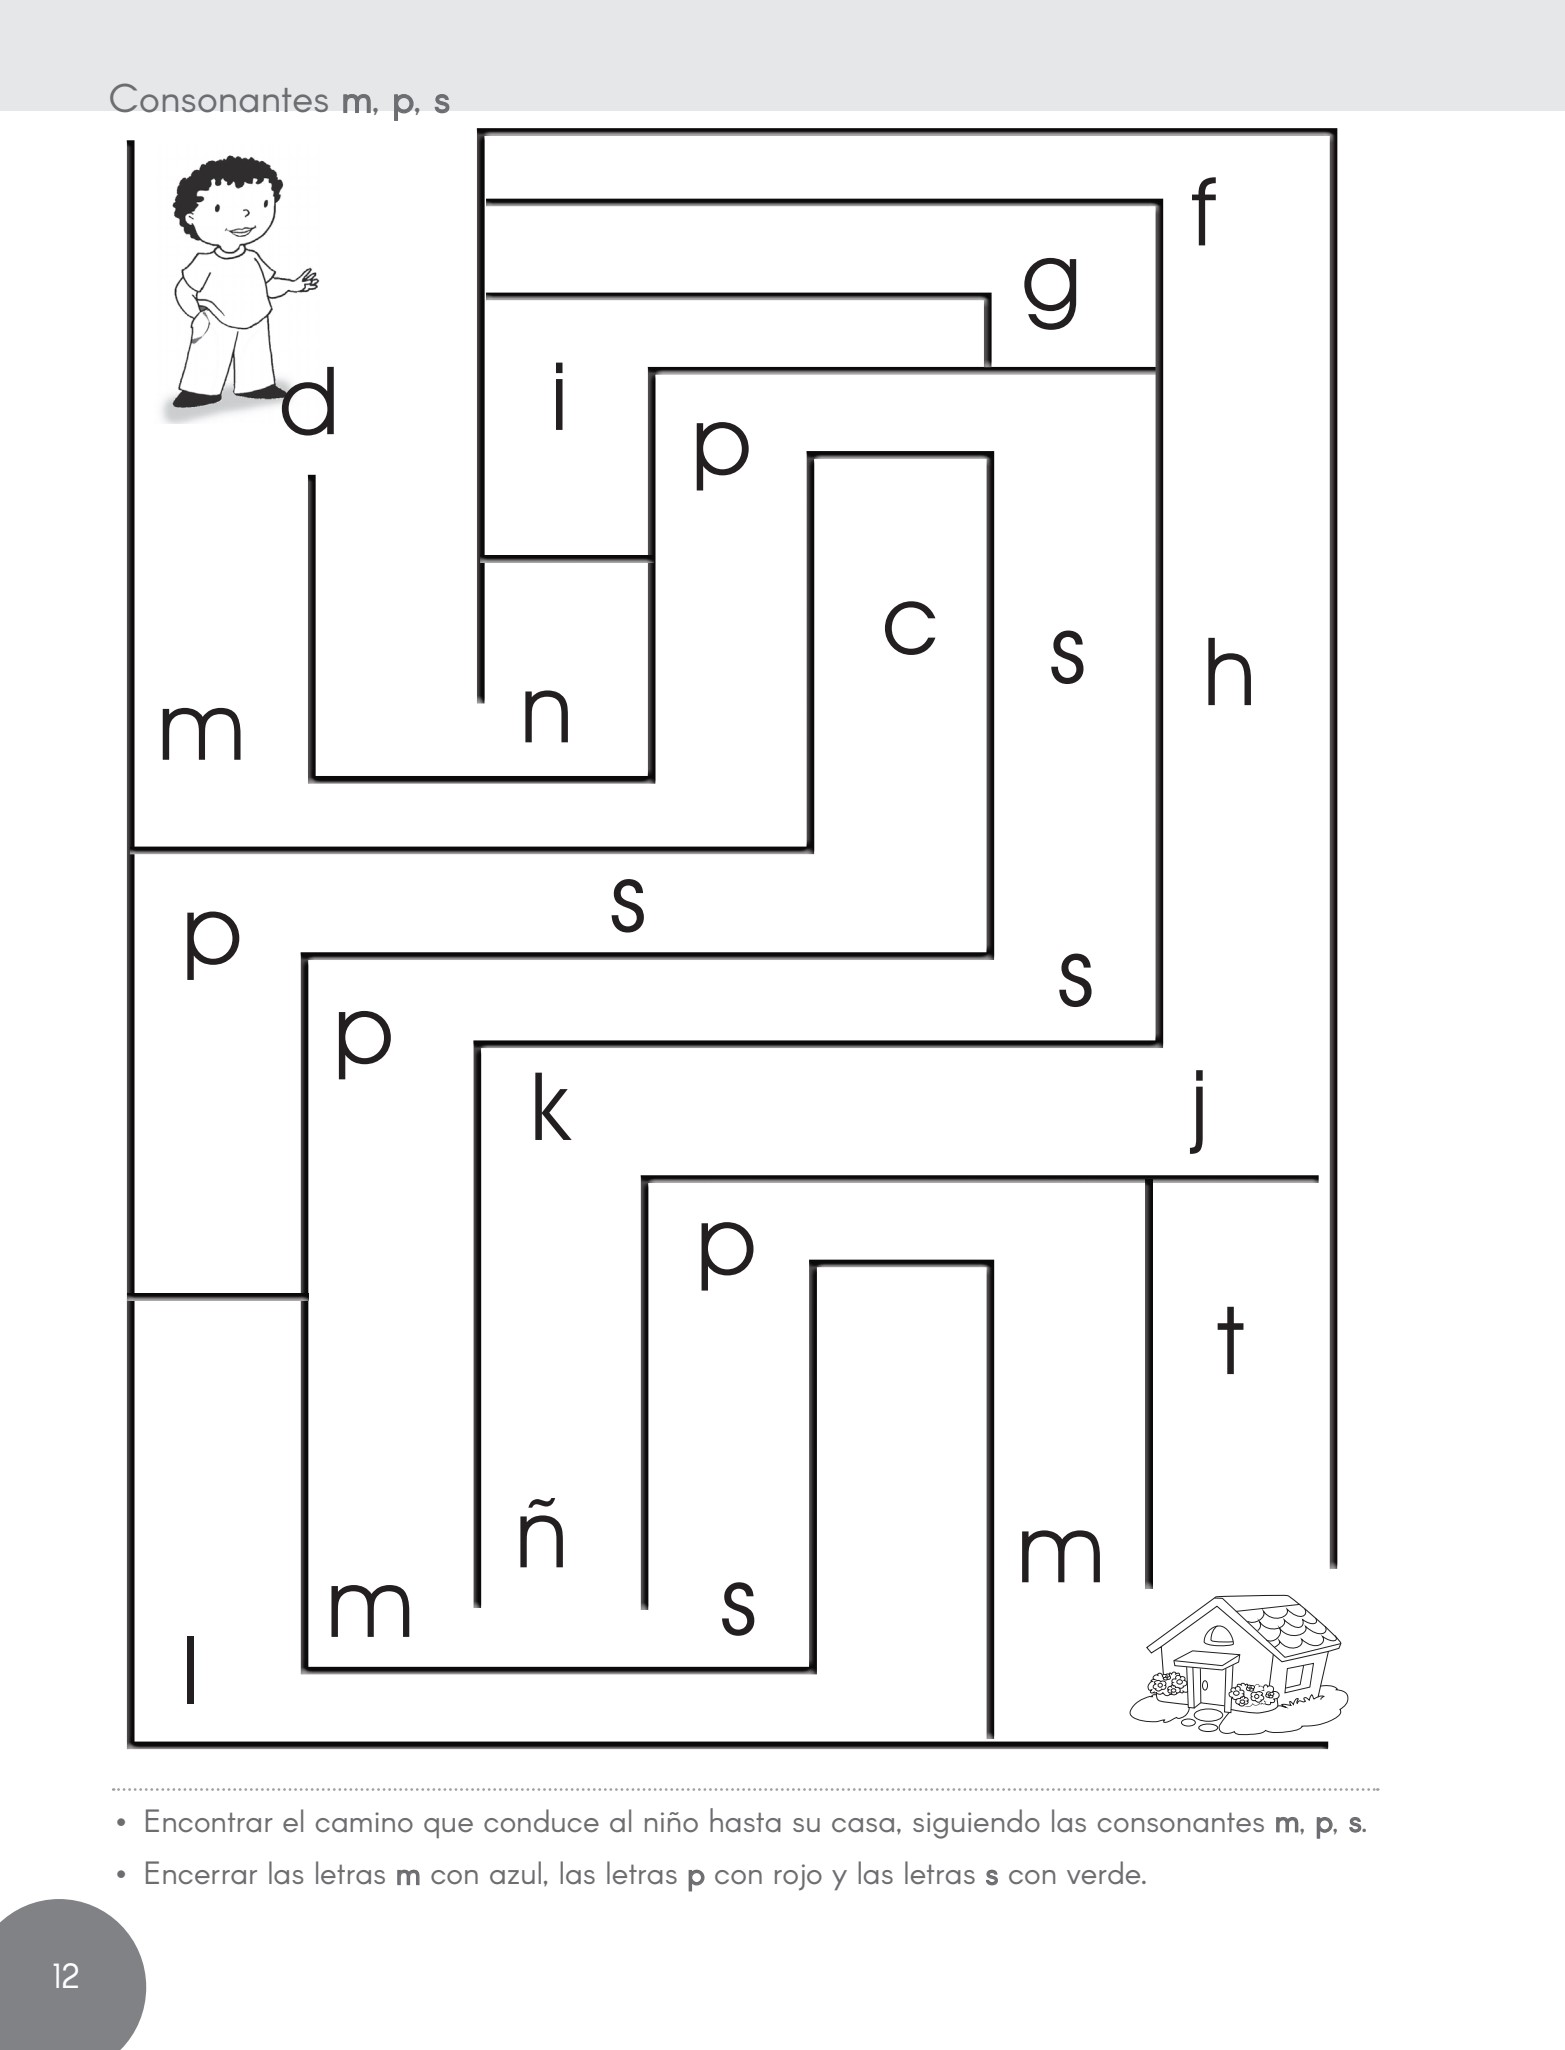 Consonantes m, p, s
f
g
d
i
p
c
s
h
m
n
s
p
s
p
k
j
p
t
ñ
m
m
s
l
• Encontrar el camino que conduce al niño hasta su casa, siguiendo las consonantes m, p, s.
• Encerrar las letras m con azul, las letras p con rojo y las letras s con verde.
12